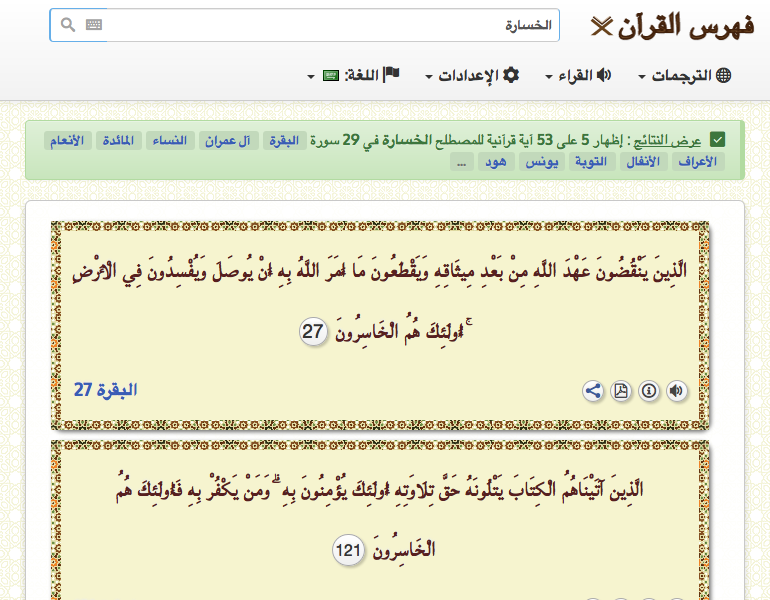 فهرس القرآن
الخسارة
الترجمات القراء الإعدادات اللغة:
عرض النتائج : إظهار 5 على 53 آية قرآنية للمصطلح الخسارة في 29 سورة البقرة آل عمران النساء المائدة الأنعام
الأعراف الأنفال التوبة يونس هود ...
الَّذِينَ يَنْقُضُونَ عَهْدَ اللَّهِ مِنْ بَعْدِ مِيثَاقِهِ وَيَقْطَعُونَ مَا أَمَرَ اللَّهُ بِهِ أَنْ يُوصَلَ وَيُفْسِدُونَ فِي الْأَرْضِ
ۚ أُولَئِكَ هُمُ الْخَاسِرُونَ 27
البقرة 27
الَّذِينَ آتَيْنَاهُمُ الْكِتَابَ يَتْلُونَهُ حَقَّ تِلَاوَتِهِ أُولَئِكَ يُؤْمِنُونَ بِهِ ۗ وَمَنْ يَكْفُرْ بِهِ فَأُولَئِكَ هُمُ
الْخَاسِرُونَ 121